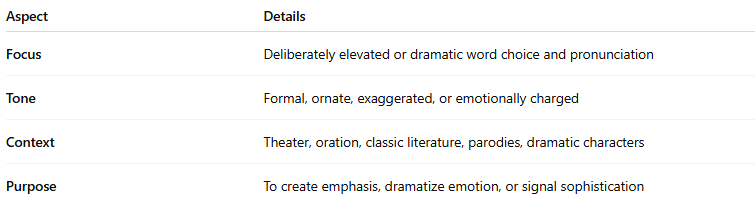 Aspect Details
Focus Deliberately elevated or dramatic word choice and pronunciation
Tone Formal, ornate, exaggerated, or emotionally charged
Context Theater, oration, classic literature, parodies, dramatic characters
Purpose To create emphasis, dramatize emotion, or signal sophistication